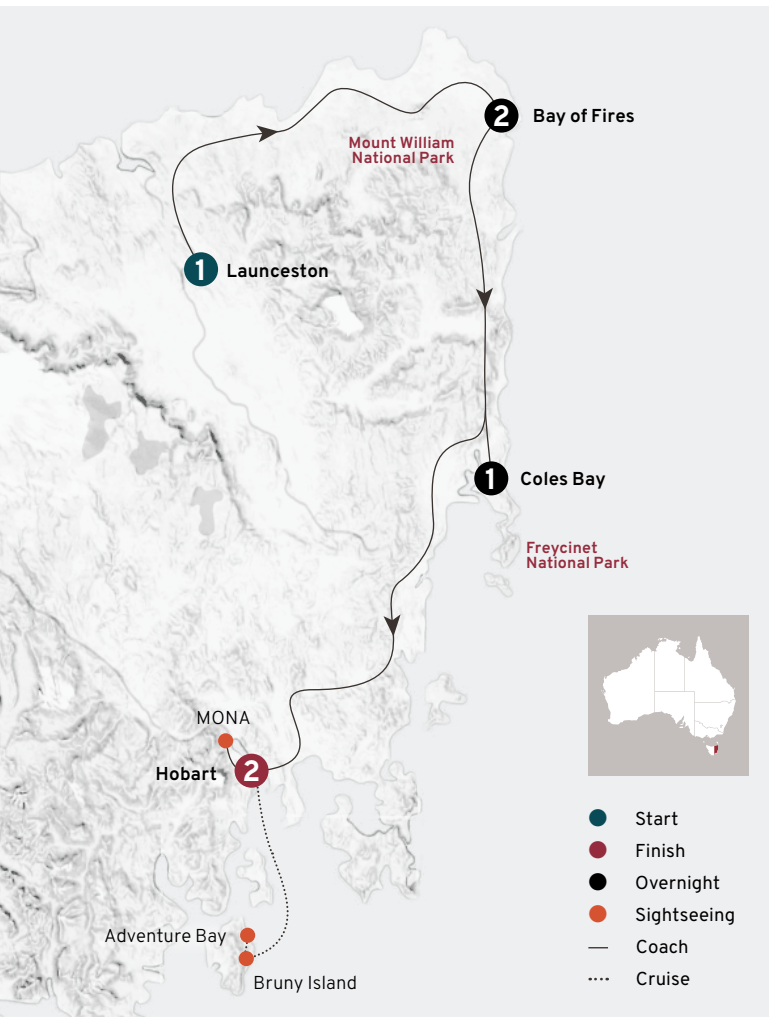 2 Bay of Fires
Mount William
National Park
1 Launceston
1 Coles Bay
Freycinet
National Park
MONA
Hobart 2
Adventure Bay
Bruny Island
Start
Finish
Overnight
Sightseeing
Coach
Cruise